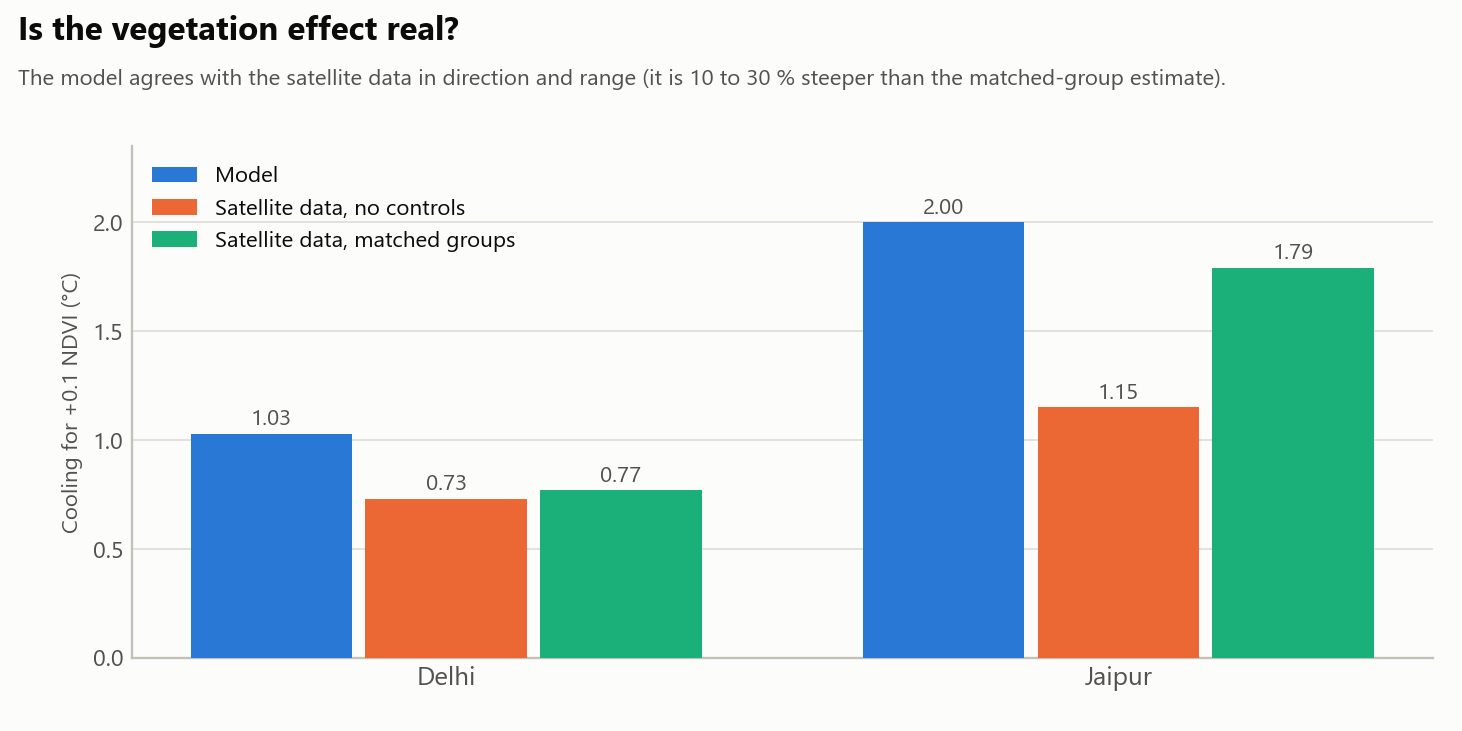 Is the vegetation effect real?
The model agrees with the satellite data in direction and range (it is 10 to 30 % steeper than the matched-group estimate).
Model
Satellite data, no controls
Satellite data, matched groups
Cooling for +0.1 NDVI (°C)
2.0
1.5
1.0
0.5
0.0
1.03
0.73
0.77
2.00
1.15
1.79
Delhi
Jaipur